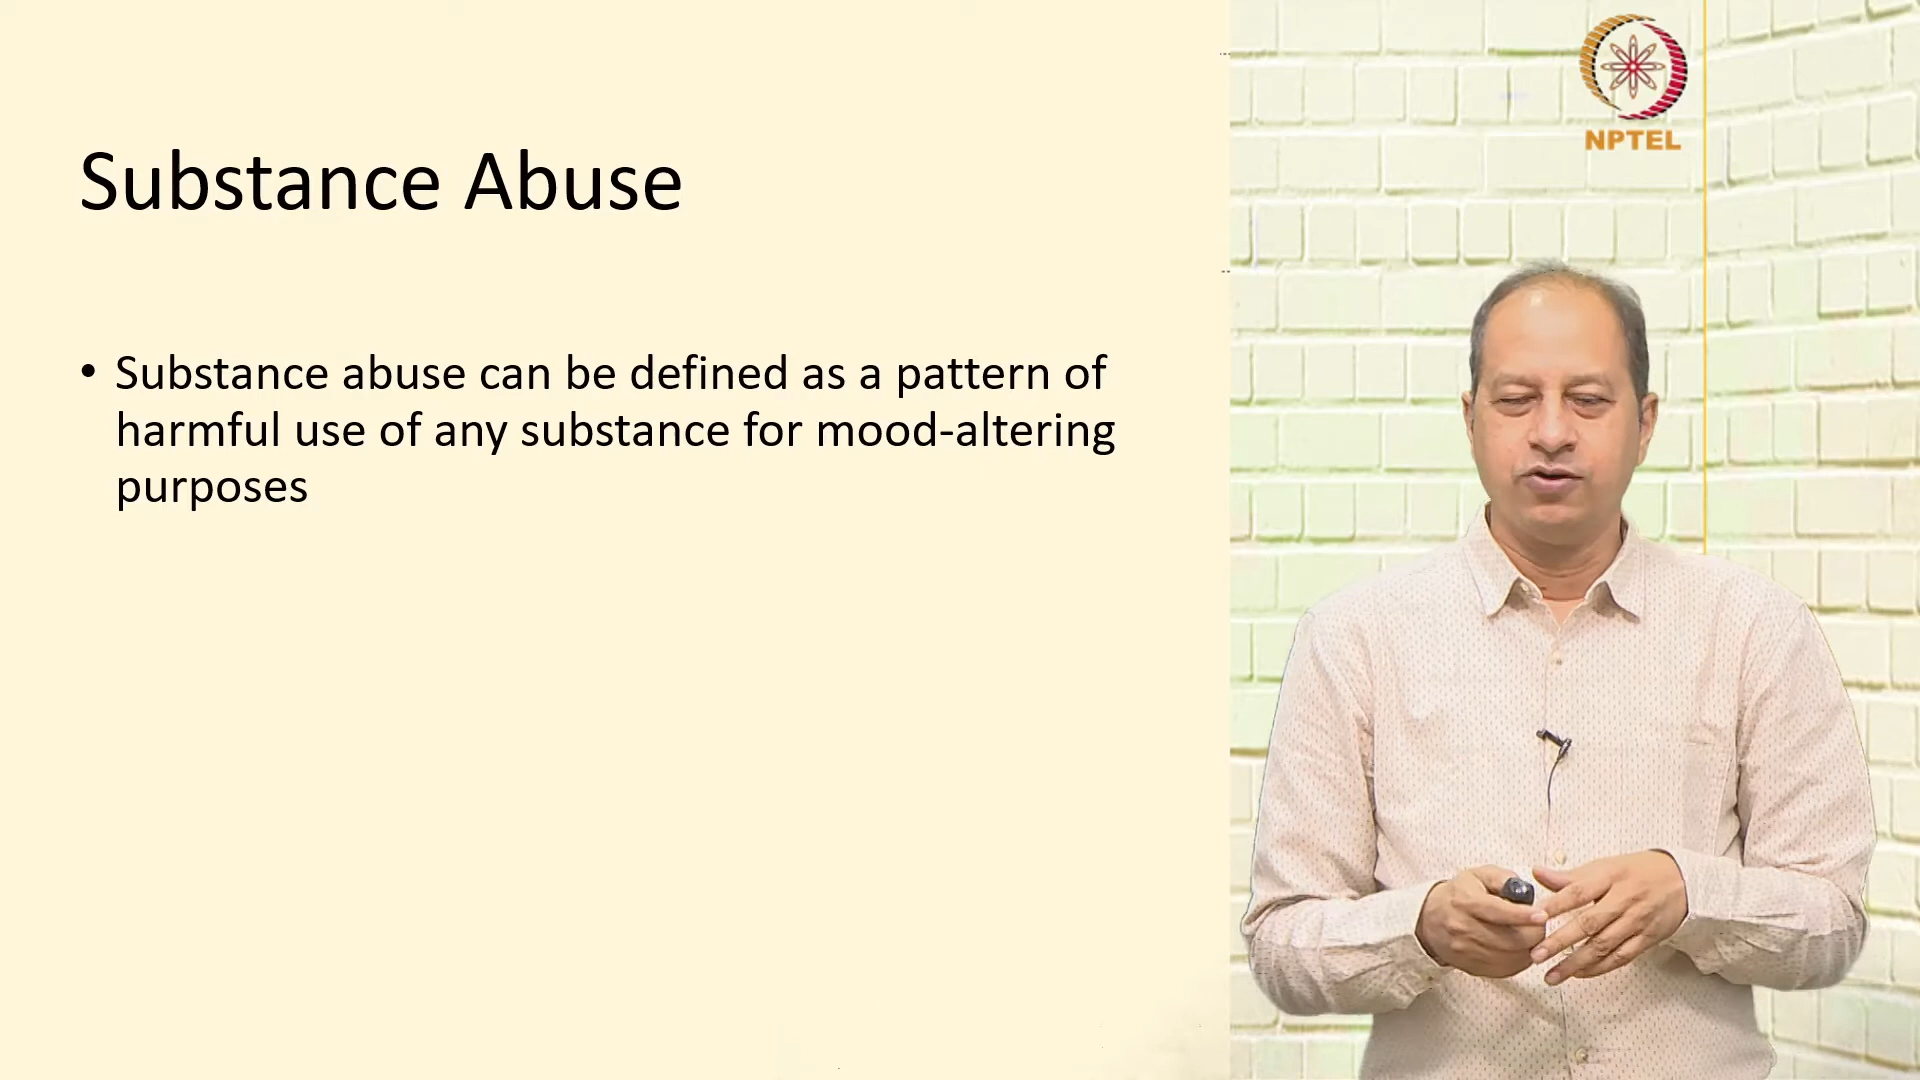 NPTEL
Substance Abuse
• Substance abuse can be defined as a pattern of
harmful use of any substance for mood-altering
purposes